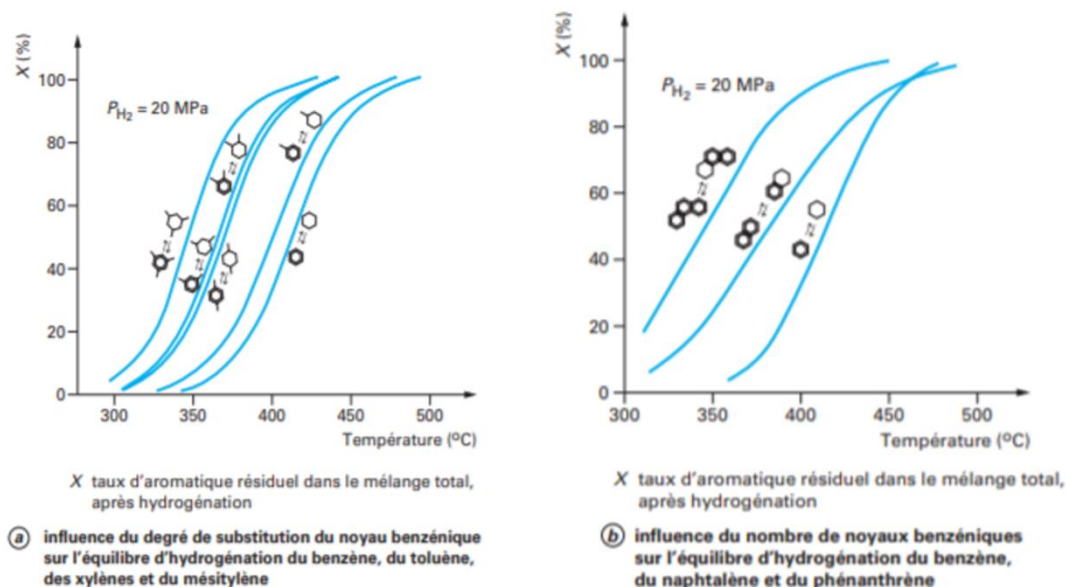 X (%)
100
80
60
40
20
0
P_H2 = 20 MPa
300
350
400
450
500
Température (ºC)
X taux d'aromatique résiduel dans le mélange total,
après hydrogénation
a influence du degré de substitution du noyau benzénique
sur l'équilibre d'hydrogénation du benzène, du toluène,
des xylènes et du mésitylène
X (%)
100
80
60
40
20
0
P_H2 = 20 MPa
300
350
400
450
500
Température (ºC)
X taux d'aromatique résiduel dans le mélange total,
après hydrogénation
b influence du nombre de noyaux benzéniques
sur l'équilibre d'hydrogénation du benzène,
du naphtalène et du phénanthrène